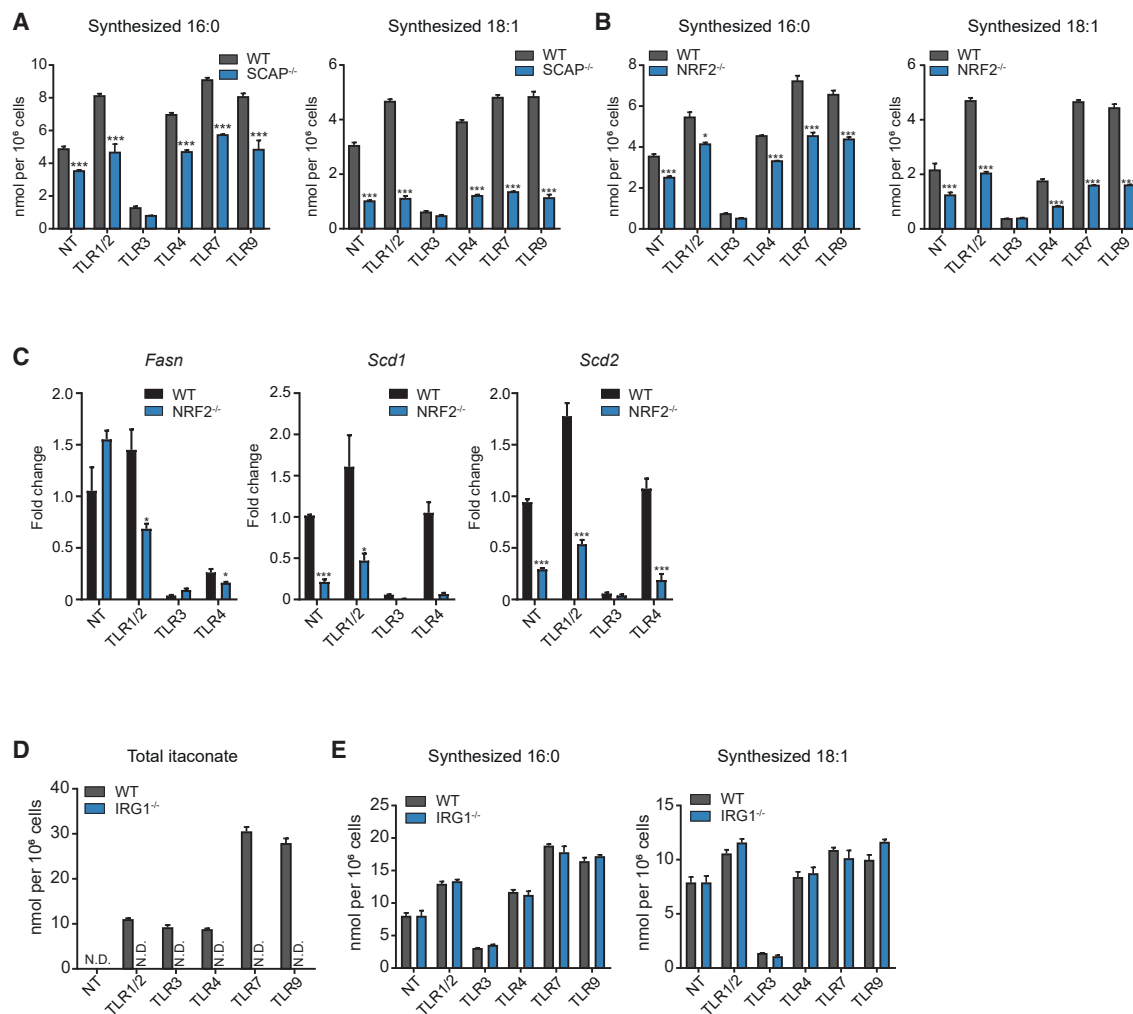 A
Synthesized 16:0
WT
SCAP-/-
nmol per 10⁶ cells
10
8
6
4
2
0
***
***
***
***
***
NT
TLR1/2
TLR3
TLR4
TLR7
TLR9
Synthesized 18:1
WT
SCAP-/-
nmol per 10⁶ cells
6
4
2
0
***
***
***
***
***
NT
TLR1/2
TLR3
TLR4
TLR7
TLR9
B
Synthesized 16:0
WT
NRF2-/-
nmol per 10⁶ cells
8
6
4
2
0
***
*
***
***
***
NT
TLR1/2
TLR3
TLR4
TLR7
TLR9
Synthesized 18:1
WT
NRF2-/-
nmol per 10⁶ cells
6
4
2
0
***
***
***
***
***
NT
TLR1/2
TLR3
TLR4
TLR7
TLR9
C
Fasn
WT
NRF2-/-
Fold change
2.0
1.5
1.0
0.5
0
*
*
NT
TLR1/2
TLR3
TLR4
Scd1
WT
NRF2-/-
Fold change
2.5
2.0
1.5
1.0
0.5
0
***
*
NT
TLR1/2
TLR3
TLR4
Scd2
WT
NRF2-/-
Fold change
2.0
1.5
1.0
0.5
0
***
***
***
NT
TLR1/2
TLR3
TLR4
D
Total itaconate
WT
IRG1-/-
nmol per 10⁶ cells
40
30
20
10
0
N.D.
N.D.
N.D.
N.D.
N.D.
N.D.
NT
TLR1/2
TLR3
TLR4
TLR7
TLR9
E
Synthesized 16:0
WT
IRG1-/-
nmol per 10⁶ cells
25
20
15
10
5
0
NT
TLR1/2
TLR3
TLR4
TLR7
TLR9
Synthesized 18:1
WT
IRG1-/-
nmol per 10⁶ cells
15
10
5
0
NT
TLR1/2
TLR3
TLR4
TLR7
TLR9